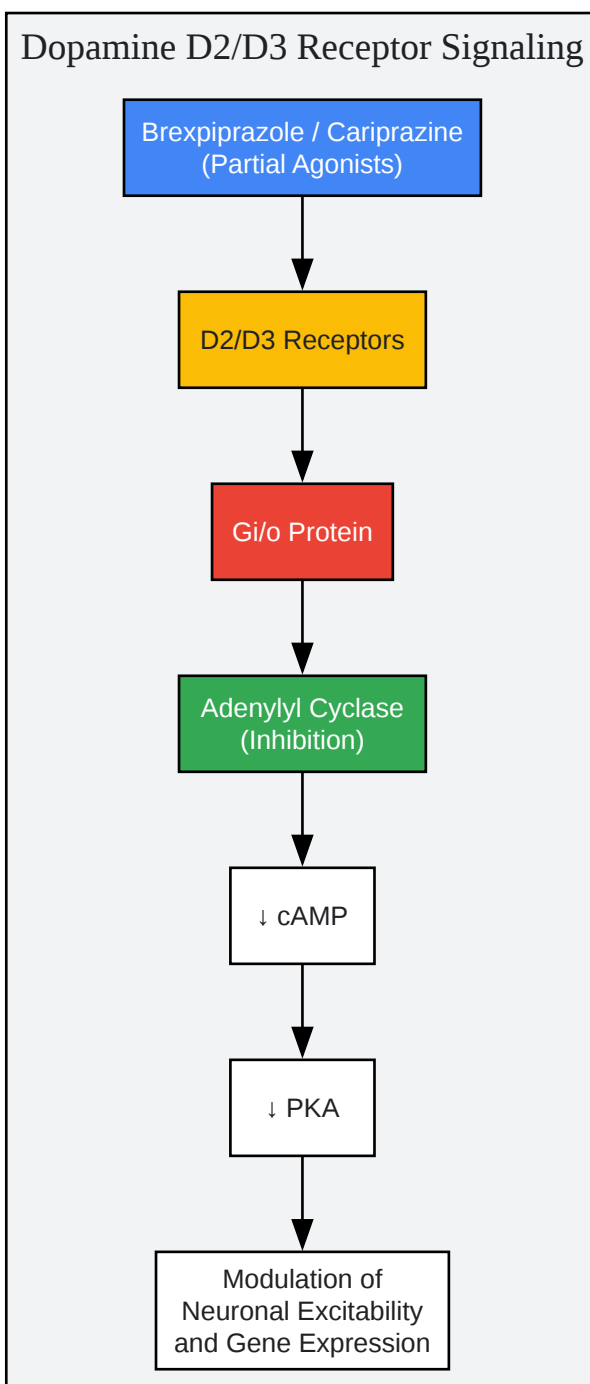 Dopamine D2/D3 Receptor Signaling
Brexpiprazole / Cariprazine
(Partial Agonists)
D2/D3 Receptors
Gi/o Protein
Adenylyl Cyclase
(Inhibition)
↓ cAMP
↓ PKA
Modulation of
Neuronal Excitability
and Gene Expression